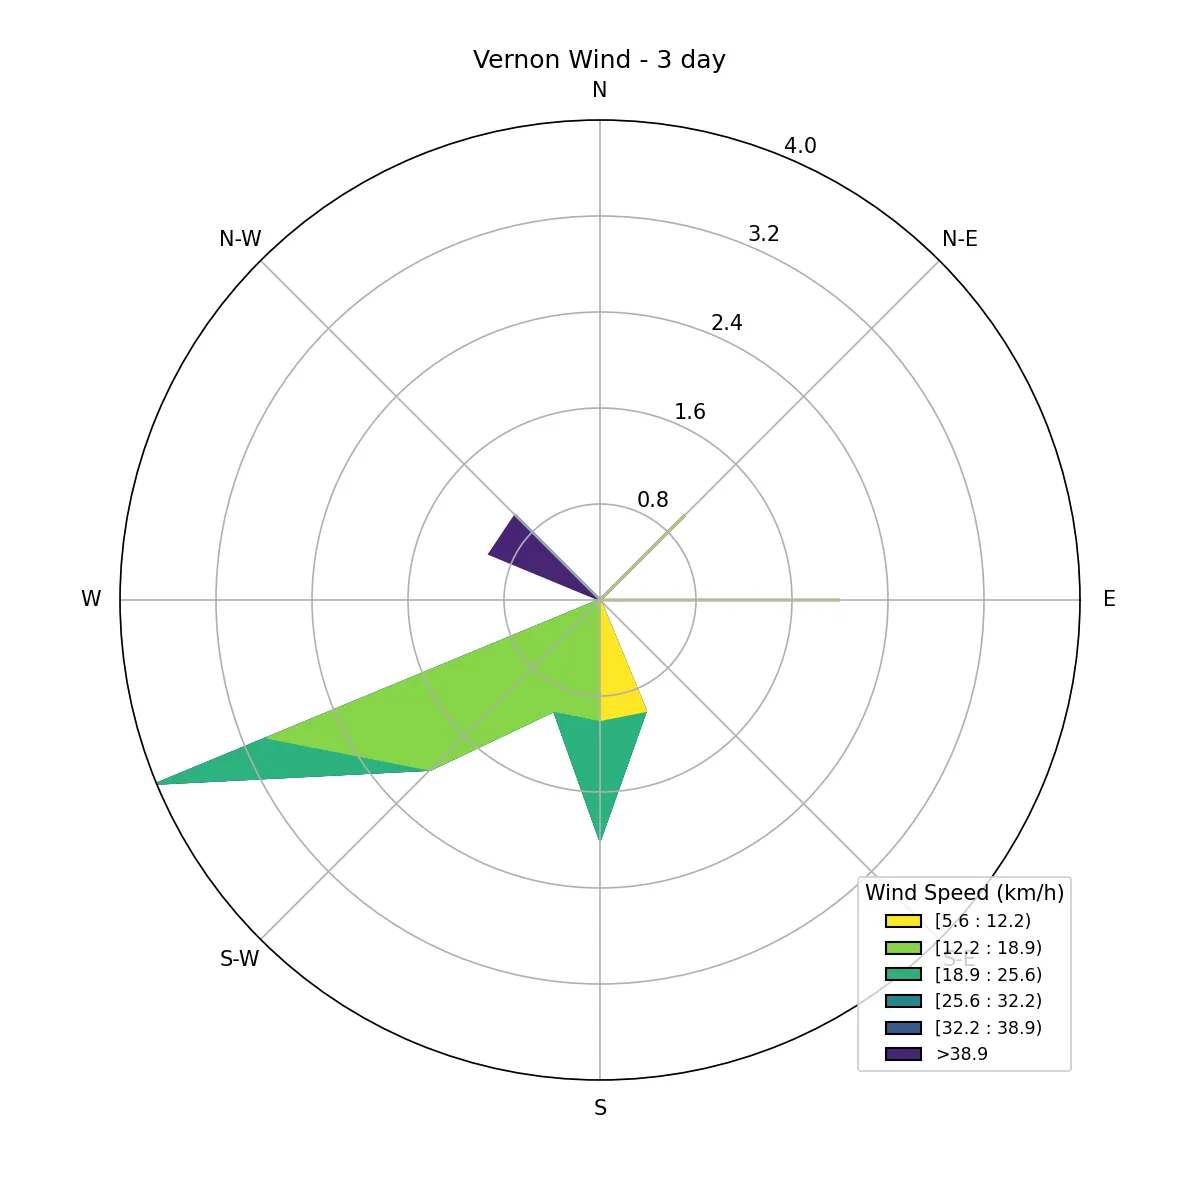 Vernon Wind - 3 day
N
4.0
N-W
3.2
N-E
2.4
1.6
0.8
W
E
S-W
S-E
S
Wind Speed (km/h)
[5.6 : 12.2)
[12.2 : 18.9)
[18.9 : 25.6)
[25.6 : 32.2)
[32.2 : 38.9)
>38.9